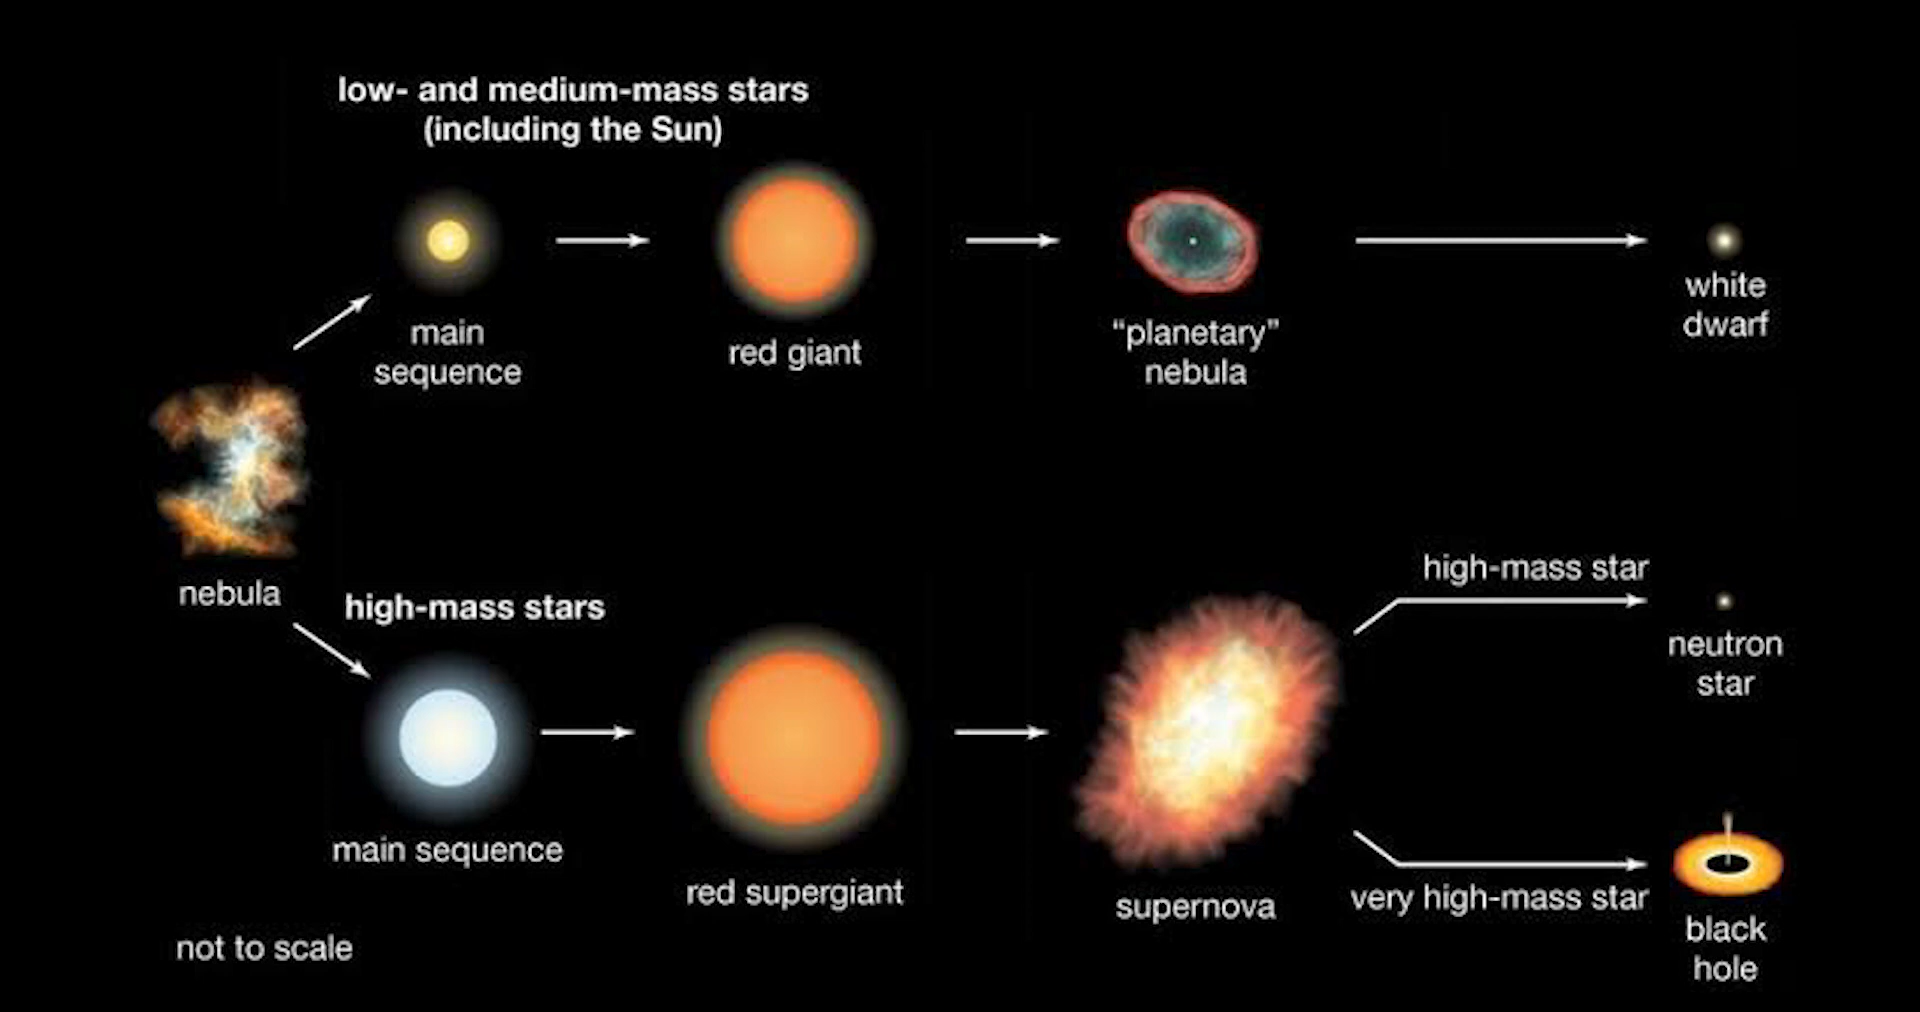 low- and medium-mass stars
(including the Sun)
main
sequence
red giant
“planetary”
nebula
white
dwarf
nebula
high-mass stars
main sequence
red supergiant
supernova
high-mass star
neutron
star
very high-mass star
black
hole
not to scale